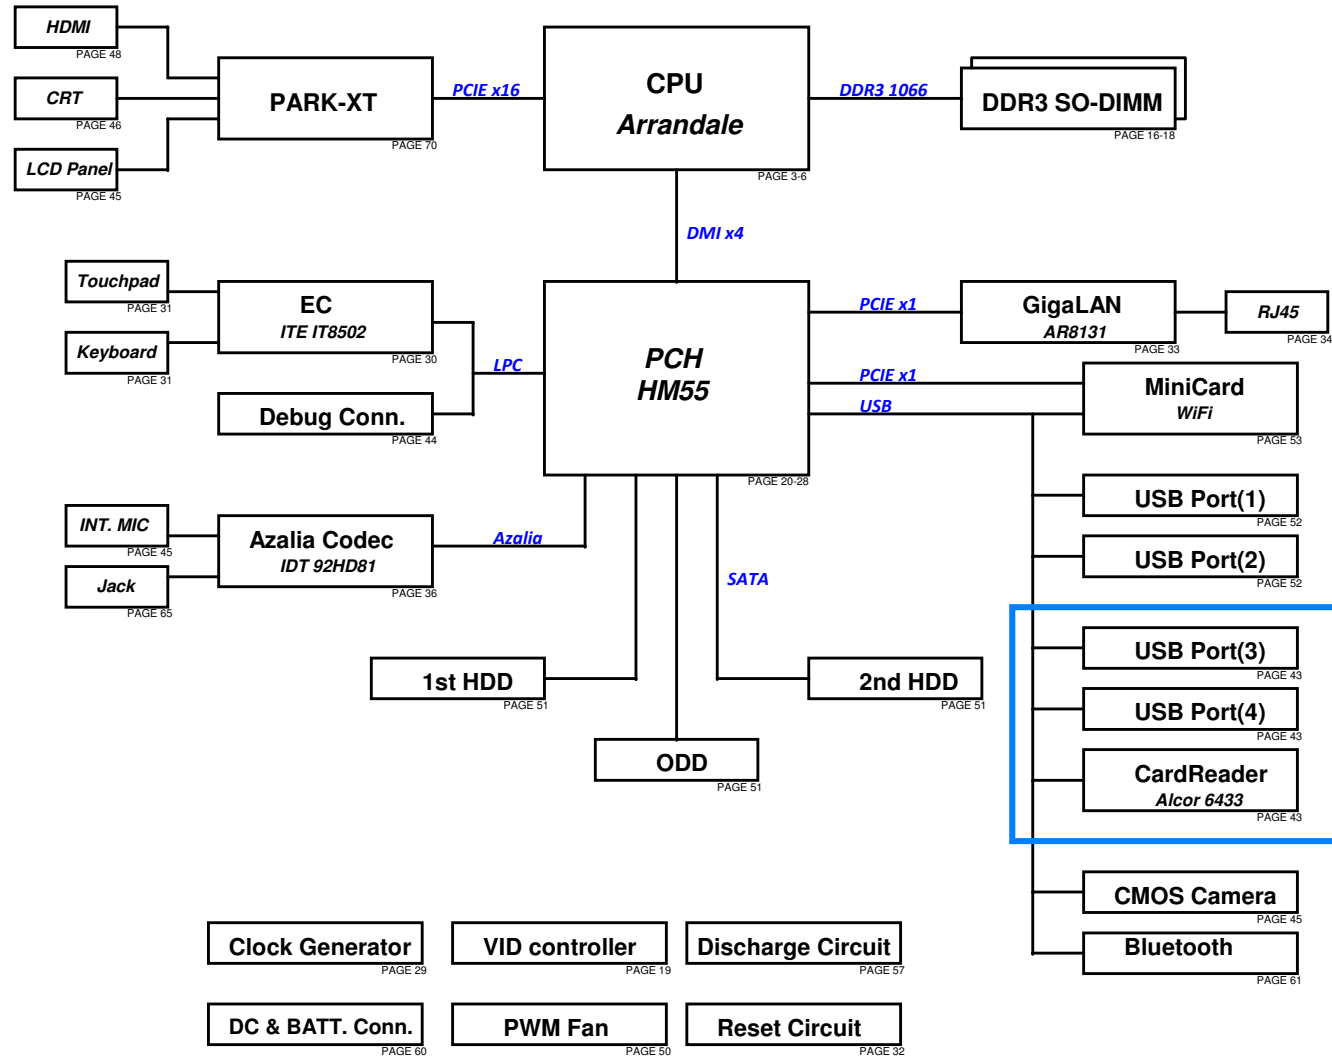 HDMI
PAGE 48
CRT
PAGE 46
LCD Panel
PAGE 45
PARK-XT
PAGE 70
PCIE x16
CPU
Arrandale
PAGE 3-6
DDR3 1066
DDR3 SO-DIMM
PAGE 16-18
DMI x4
Touchpad
PAGE 31
Keyboard
PAGE 31
EC
ITE IT8502
PAGE 30
LPC
Debug Conn.
PAGE 44
PCH
HM55
PAGE 20-28
PCIE x1
GigaLAN
AR8131
PAGE 33
RJ45
PAGE 34
PCIE x1
USB
MiniCard
WiFi
PAGE 53
INT. MIC
PAGE 45
Jack
PAGE 65
Azalia Codec
IDT 92HD81
PAGE 36
Azalia
SATA
USB Port(1)
PAGE 52
USB Port(2)
PAGE 52
USB Port(3)
PAGE 43
USB Port(4)
PAGE 43
CardReader
Alcor 6433
PAGE 43
1st HDD
PAGE 51
2nd HDD
PAGE 51
ODD
PAGE 51
CMOS Camera
PAGE 45
Bluetooth
PAGE 61
Clock Generator
PAGE 29
VID controller
PAGE 19
Discharge Circuit
PAGE 57
DC & BATT. Conn.
PAGE 60
PWM Fan
PAGE 50
Reset Circuit
PAGE 32